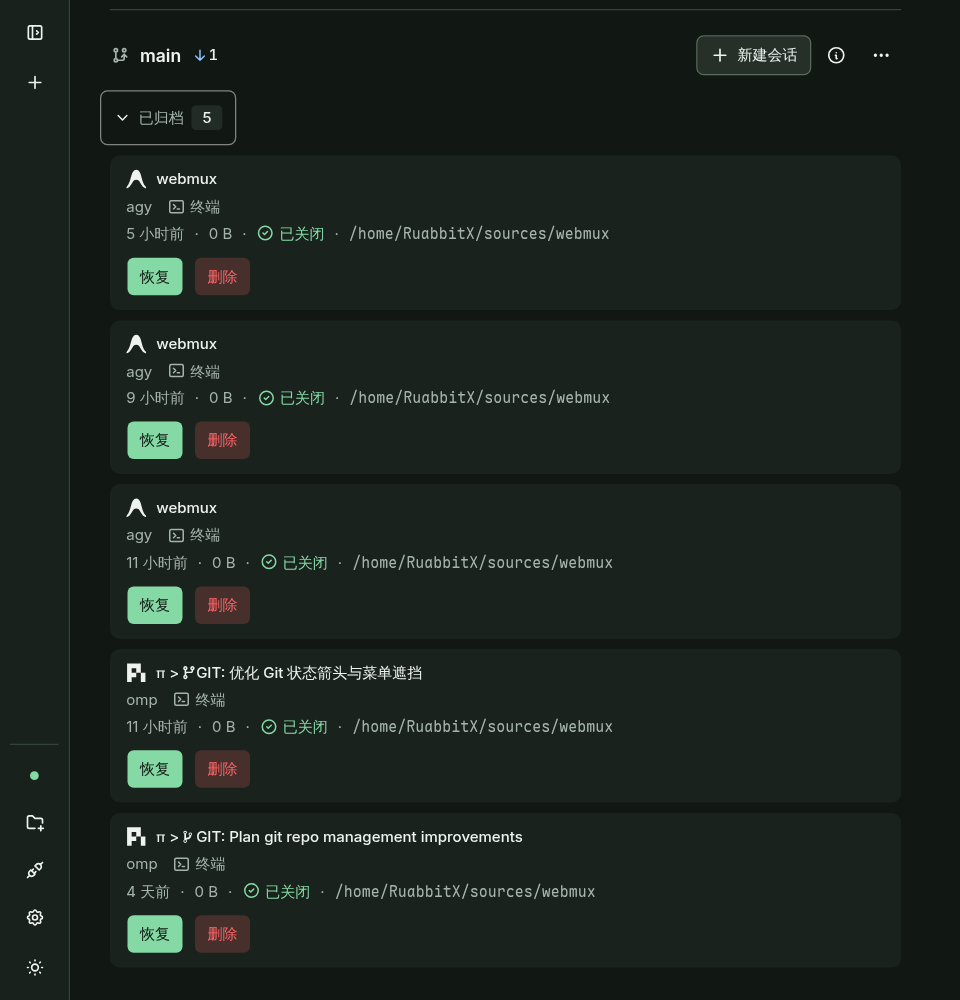 main ↓1
+ 新建会话
已归档 5
webmux
agy 终端
5 小时前 · 0 B · 已关闭 · /home/RuabbitX/sources/webmux
恢复 删除
webmux
agy 终端
9 小时前 · 0 B · 已关闭 · /home/RuabbitX/sources/webmux
恢复 删除
webmux
agy 终端
11 小时前 · 0 B · 已关闭 · /home/RuabbitX/sources/webmux
恢复 删除
π > GIT: 优化 Git 状态箭头与菜单遮挡
omp 终端
11 小时前 · 0 B · 已关闭 · /home/RuabbitX/sources/webmux
恢复 删除
π > GIT: Plan git repo management improvements
omp 终端
4 天前 · 0 B · 已关闭 · /home/RuabbitX/sources/webmux
恢复 删除